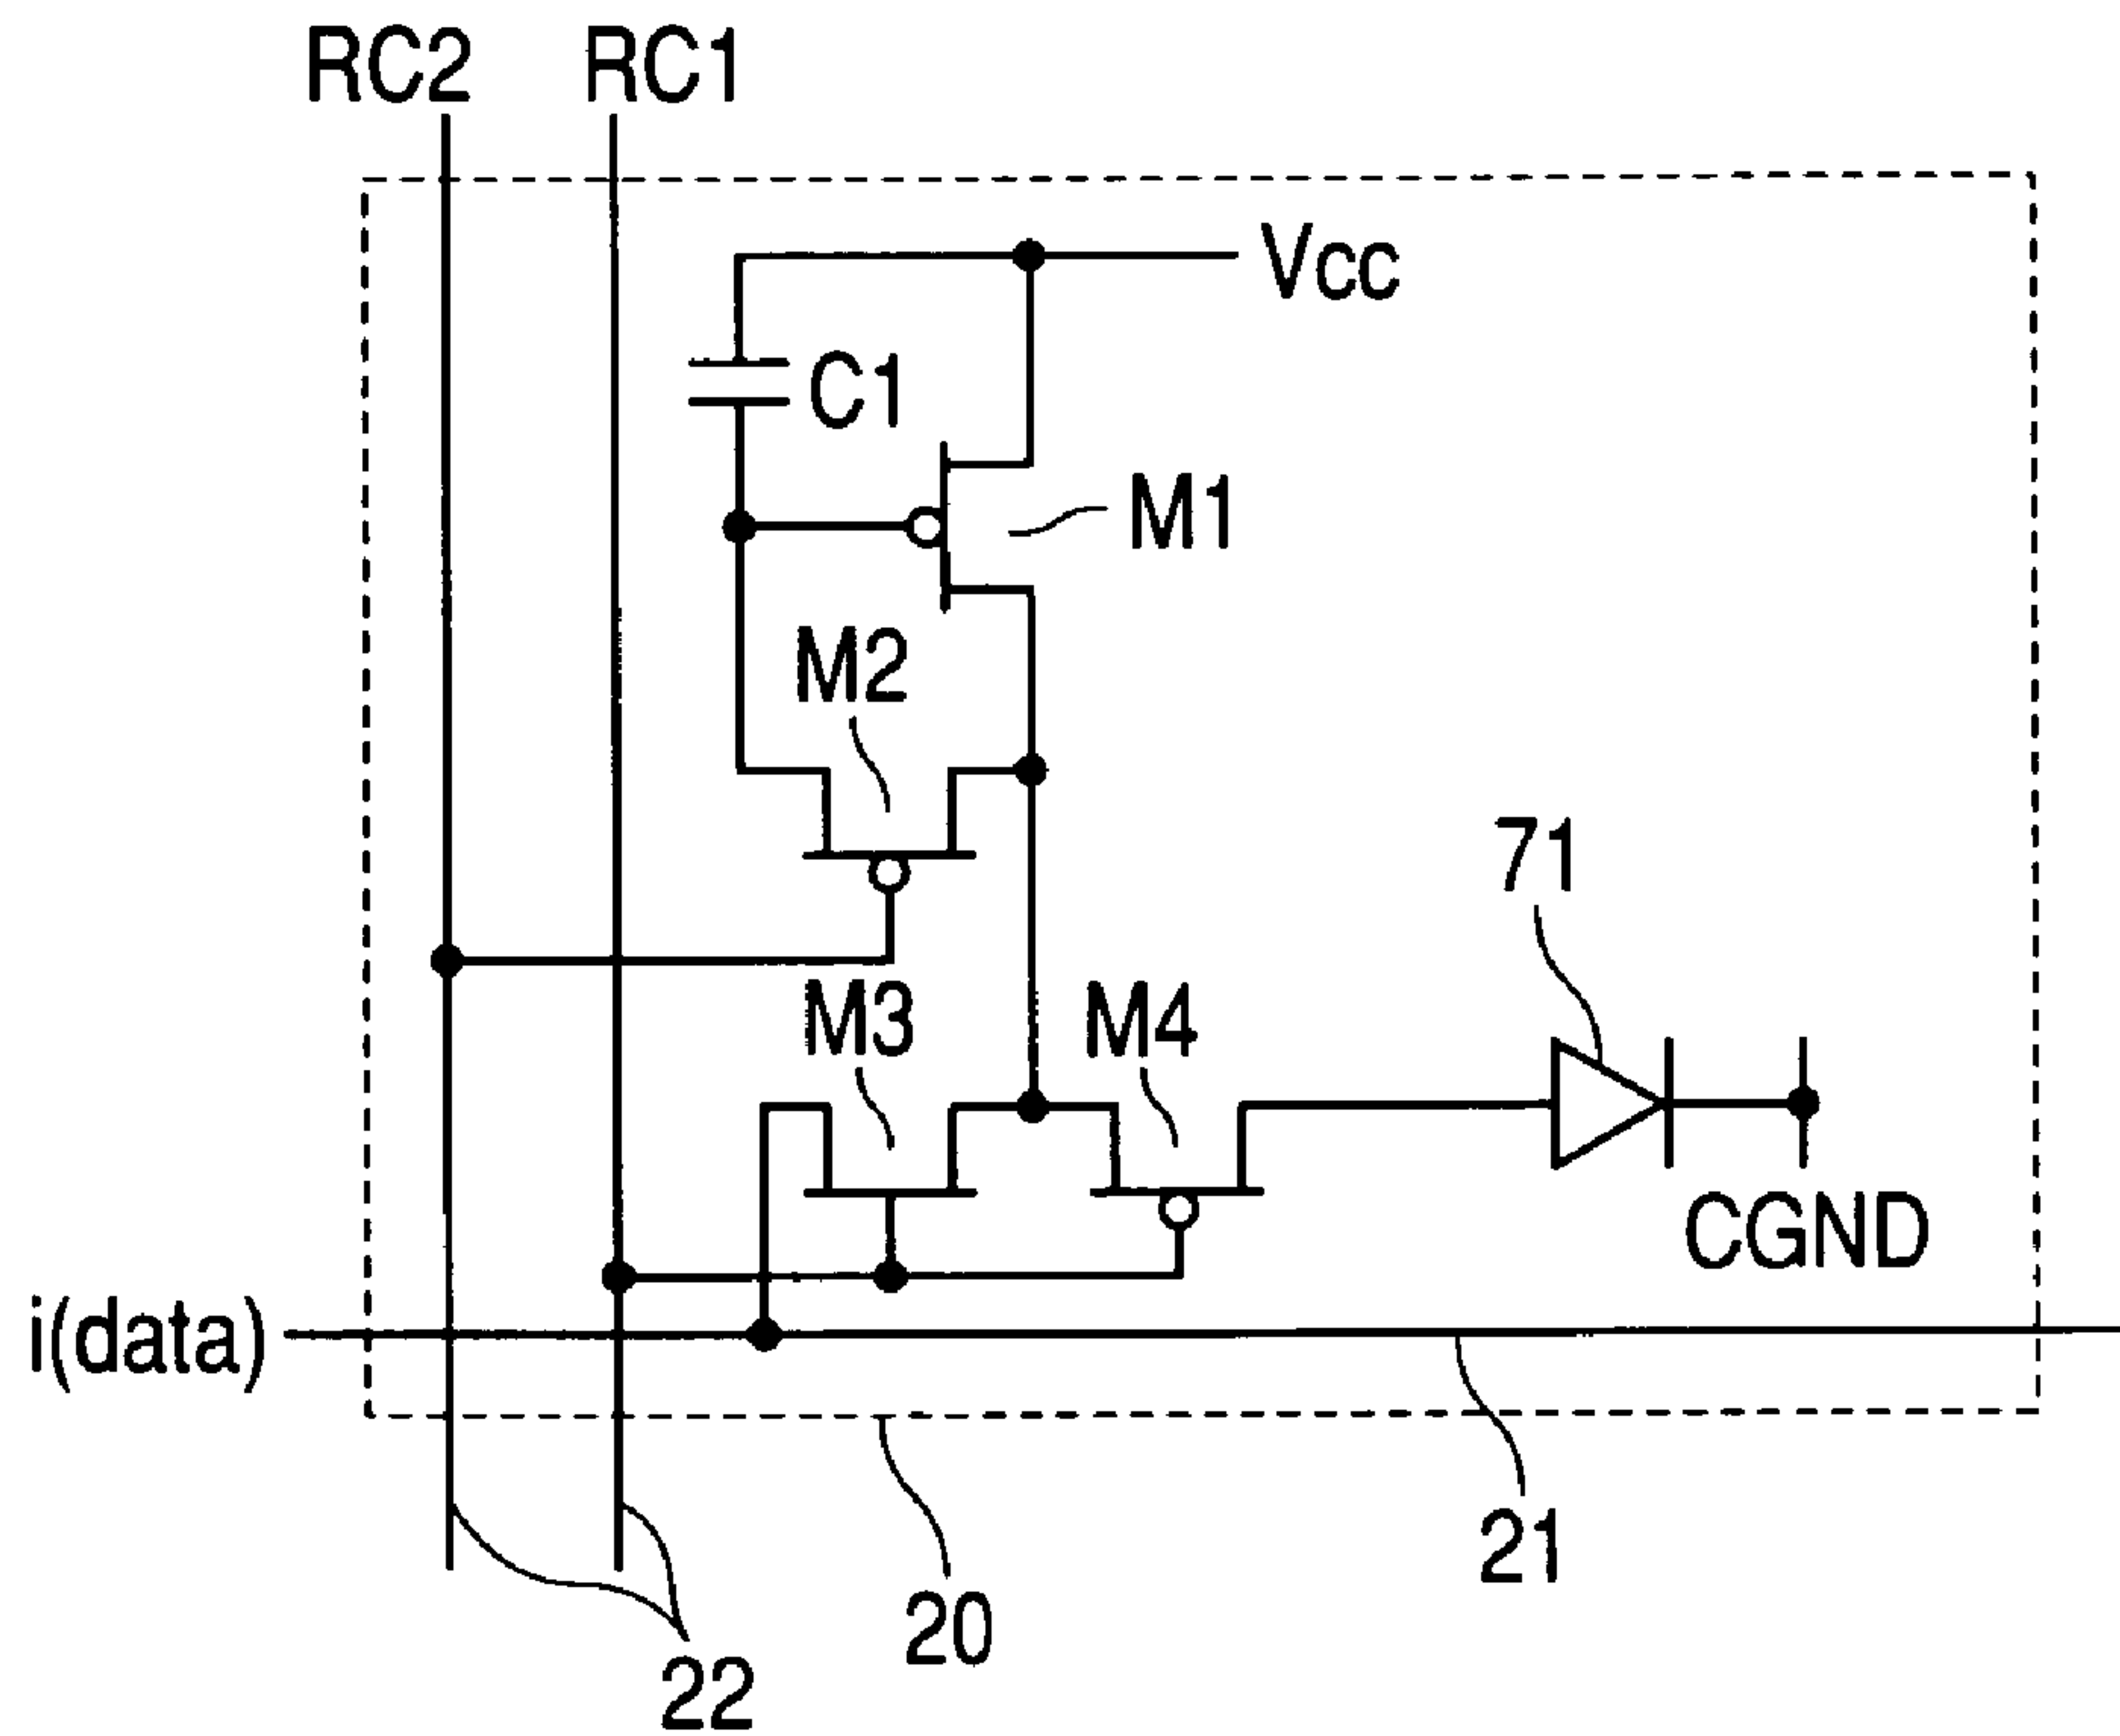 RC2 RC1
Vcc
C1
M1
M2
71
M3 M4
CGND
i(data)
21
20
22